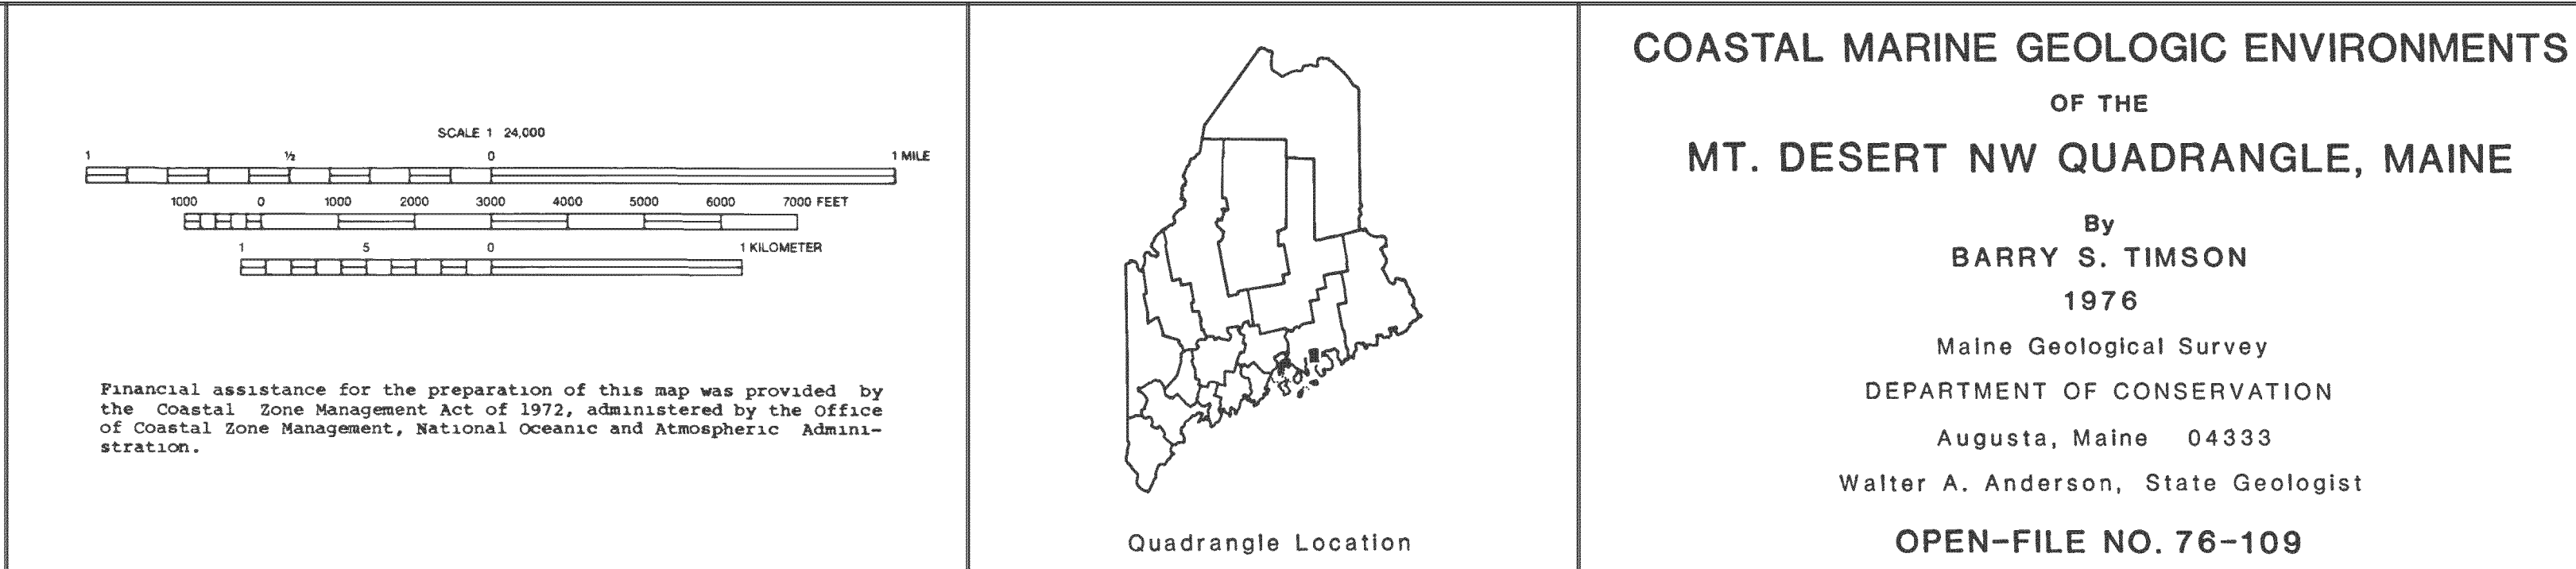 SCALE 1 24,000
1 ½ 0 1 MILE
1000 0 1000 2000 3000 4000 5000 6000 7000 FEET
1 5 0 1 KILOMETER
Financial assistance for the preparation of this map was provided by
the Coastal Zone Management Act of 1972, administered by the Office
of Coastal Zone Management, National Oceanic and Atmospheric Admini-
stration.
Quadrangle Location
COASTAL MARINE GEOLOGIC ENVIRONMENTS
OF THE
MT. DESERT NW QUADRANGLE, MAINE
By
BARRY S. TIMSON
1976
Maine Geological Survey
DEPARTMENT OF CONSERVATION
Augusta, Maine 04333
Walter A. Anderson, State Geologist
OPEN-FILE NO. 76-109